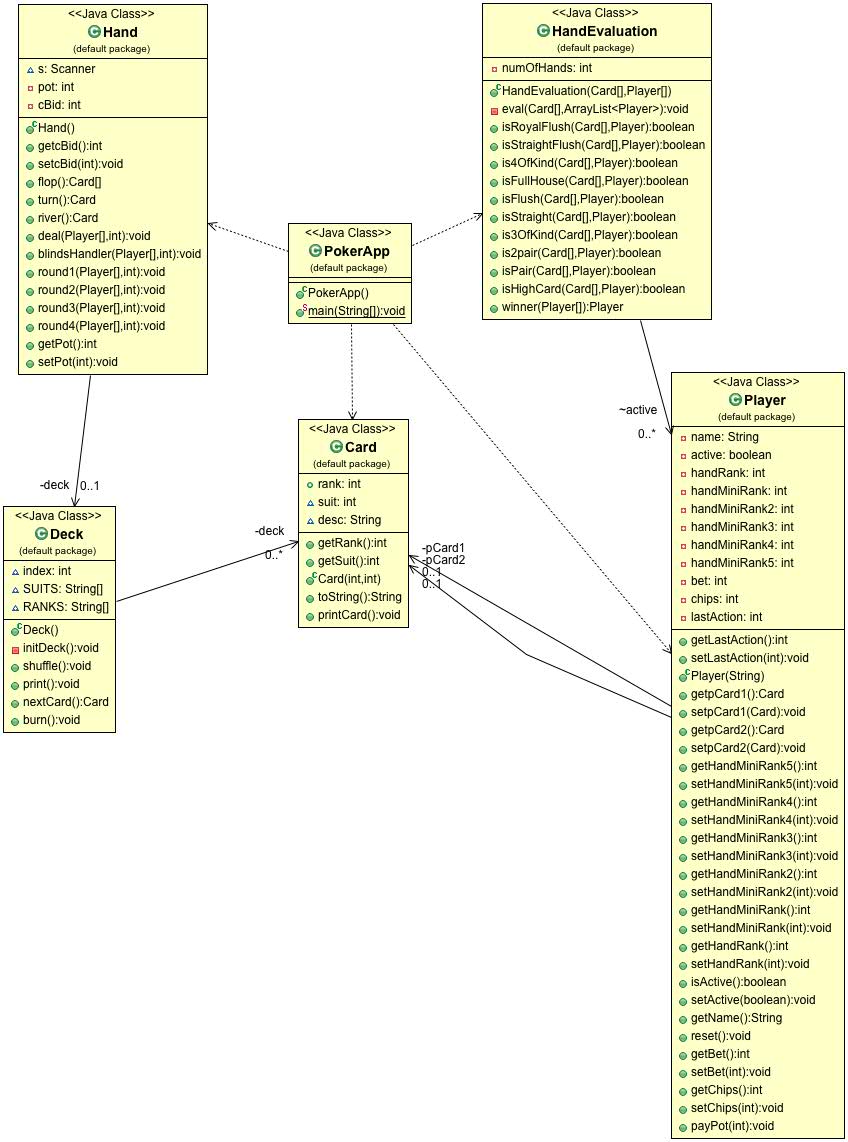 <<Java Class>>
Hand
(default package)
s: Scanner
pot: int
cBid: int
Hand()
getcBid():int
setcBid(int):void
flop():Card[]
turn():Card
river():Card
deal(Player[],int):void
blindsHandler(Player[],int):void
round1(Player[],int):void
round2(Player[],int):void
round3(Player[],int):void
round4(Player[],int):void
getPot():int
setPot(int):void
<<Java Class>>
HandEvaluation
(default package)
numOfHands: int
HandEvaluation(Card[],Player[])
eval(Card[],ArrayList<Player>):void
isRoyalFlush(Card[],Player):boolean
isStraightFlush(Card[],Player):boolean
is4OfKind(Card[],Player):boolean
isFullHouse(Card[],Player):boolean
isFlush(Card[],Player):boolean
isStraight(Card[],Player):boolean
is3OfKind(Card[],Player):boolean
is2pair(Card[],Player):boolean
isPair(Card[],Player):boolean
isHighCard(Card[],Player):boolean
winner(Player[]):Player
<<Java Class>>
PokerApp
(default package)
PokerApp()
main(String[]):void
-deck
0..1
<<Java Class>>
Deck
(default package)
index: int
SUITS: String[]
RANKS: String[]
Deck()
initDeck():void
shuffle():void
print():void
nextCard():Card
burn():void
-deck
0..*
<<Java Class>>
Card
(default package)
rank: int
suit: int
desc: String
getRank():int
getSuit():int
Card(int,int)
toString():String
printCard():void
-pCard1
-pCard2
0..1
0..1
~active
0..*
<<Java Class>>
Player
(default package)
name: String
active: boolean
handRank: int
handMiniRank: int
handMiniRank2: int
handMiniRank3: int
handMiniRank4: int
handMiniRank5: int
bet: int
chips: int
lastAction: int
getLastAction():int
setLastAction(int):void
Player(String)
getpCard1():Card
setpCard1(Card):void
getpCard2():Card
setpCard2(Card):void
getHandMiniRank5():int
setHandMiniRank5(int):void
getHandMiniRank4():int
setHandMiniRank4(int):void
getHandMiniRank3():int
setHandMiniRank3(int):void
getHandMiniRank2():int
setHandMiniRank2(int):void
getHandMiniRank():int
setHandMiniRank(int):void
getHandRank():int
setHandRank(int):void
isActive():boolean
setActive(boolean):void
getName():String
reset():void
getBet():int
setBet(int):void
getChips():int
setChips(int):void
payPot(int):void